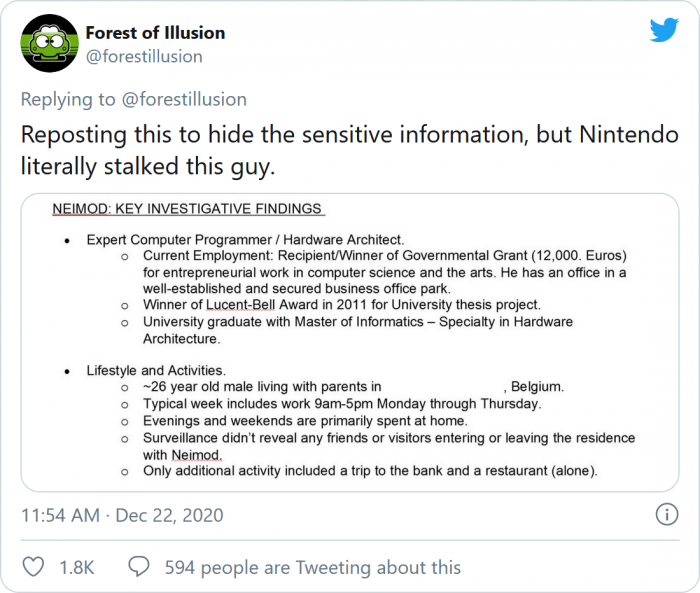 Forest of Illusion
@forestillusion
Replying to @forestillusion
Reposting this to hide the sensitive information, but Nintendo
literally stalked this guy.
NEIMOD: KEY INVESTIGATIVE FINDINGS
• Expert Computer Programmer / Hardware Architect.
o Current Employment: Recipient/Winner of Governmental Grant (12,000. Euros)
for entrepreneurial work in computer science and the arts. He has an office in a
well-established and secured business office park.
o Winner of Lucent-Bell Award in 2011 for University thesis project.
o University graduate with Master of Informatics – Specialty in Hardware
Architecture.
• Lifestyle and Activities.
o ~26 year old male living with parents in , Belgium.
o Typical week includes work 9am-5pm Monday through Thursday.
o Evenings and weekends are primarily spent at home.
o Surveillance didn't reveal any friends or visitors entering or leaving the residence
with Neimod.
o Only additional activity included a trip to the bank and a restaurant (alone).
11:54 AM · Dec 22, 2020
1.8K 594 people are Tweeting about this